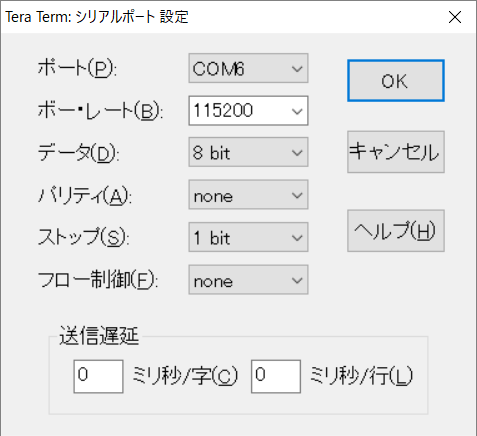 Tera Term: シリアルポート 設定
ポート(P): COM6 OK
ボー・レート(B): 115200
データ(D): 8 bit キャンセル
パリティ(A): none
ストップ(S): 1 bit ヘルプ(H)
フロー制御(F): none
送信遅延
0 ミリ秒/字(C) 0 ミリ秒/行(L)